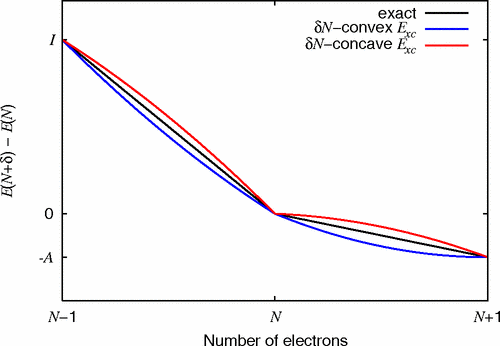 exact
δN−convex Exc
δN−concave Exc
E(N+δ) − E(N)
I
0
-A
N−1
N
N+1
Number of electrons